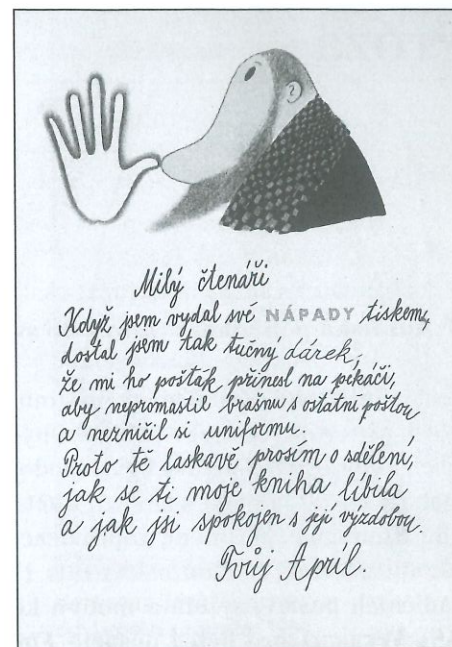 Milý čtenáři
Když jsem vydal své NÁPADY tiskem,
dostal jsem tak tučný dárek,
že mi ho pošťák přinesl na pekáči,
aby nepromastil brašnu s ostatní poštou
a nezničil si uniformu.
Proto tě laskavě prosím o sdělení,
jak se ti moje kniha líbila
a jak jsi spokojen s její výzdobou.
Tvůj Apríl.